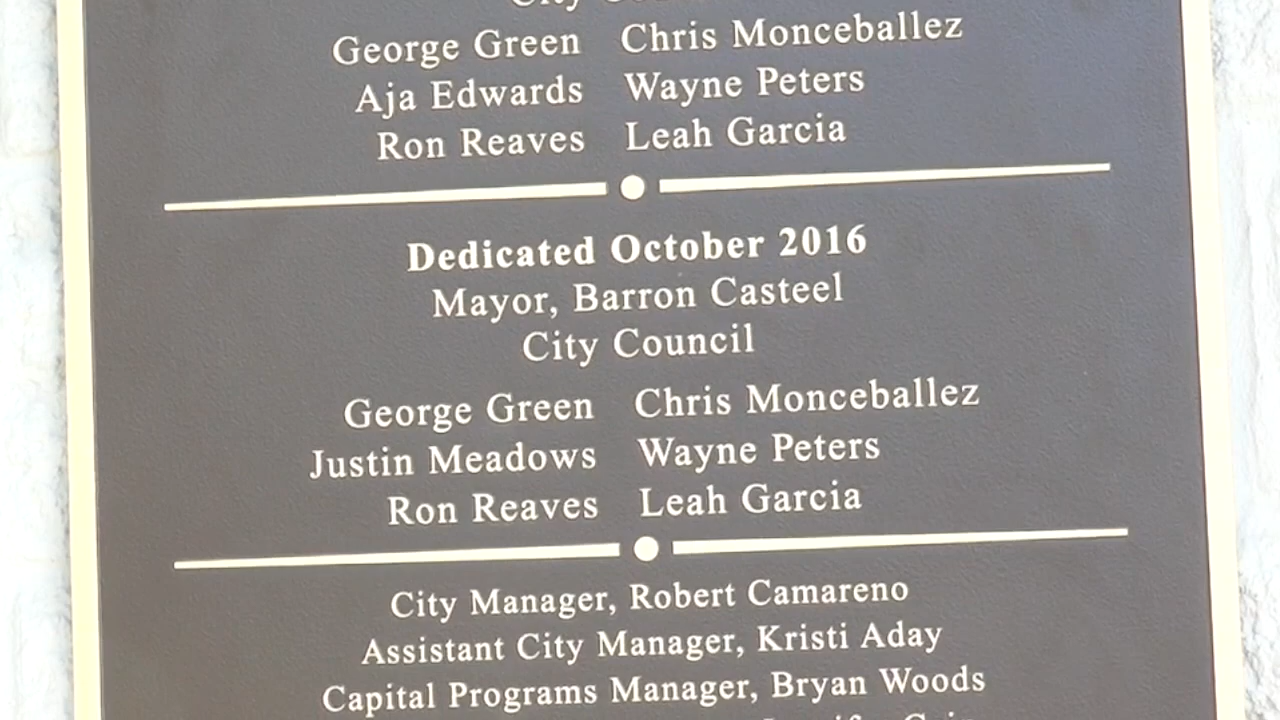 City
George Green Chris Monceballez
Aja Edwards Wayne Peters
Ron Reaves Leah Garcia
Dedicated October 2016
Mayor, Barron Casteel
City Council
George Green Chris Monceballez
Justin Meadows Wayne Peters
Ron Reaves Leah Garcia
City Manager, Robert Camareno
Assistant City Manager, Kristi Aday
Capital Programs Manager, Bryan Woods